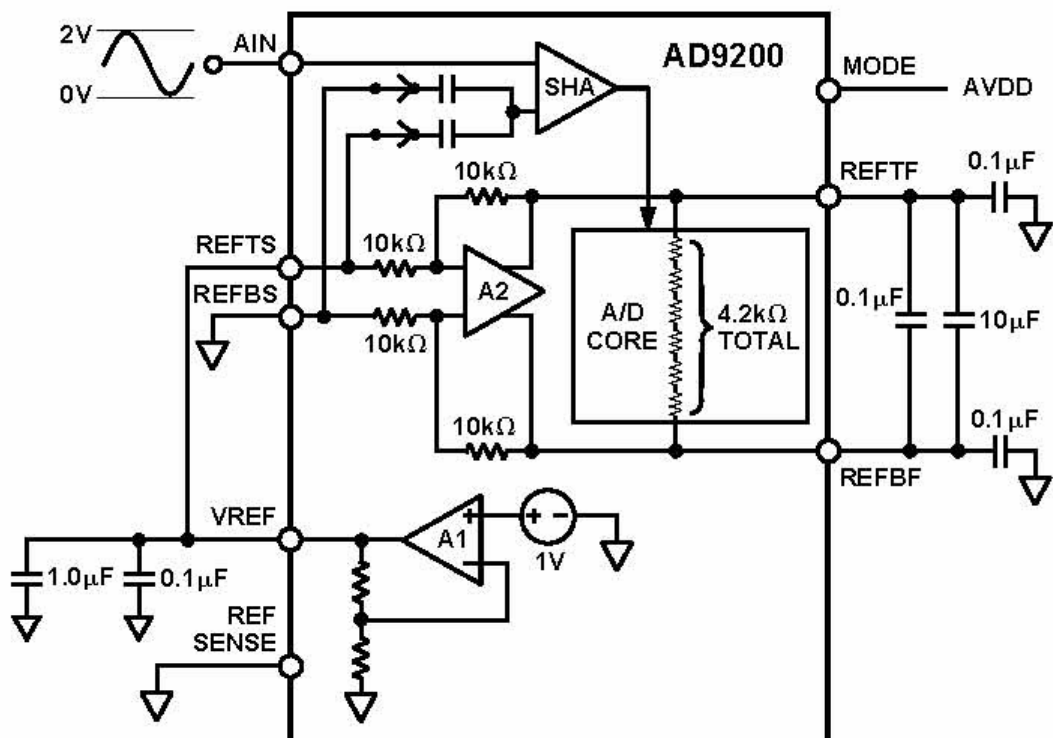 2V
0V
AIN
AD9200
SHA
MODE
AVDD
10kΩ
REFTF
0.1µF
REFTS
10kΩ
REFBS
A2
10kΩ
A/D
CORE
4.2kΩ
TOTAL
0.1µF
10µF
10kΩ
0.1µF
REFBF
VREF
A1
+
−
+ -
1V
1.0µF
0.1µF
REF
SENSE